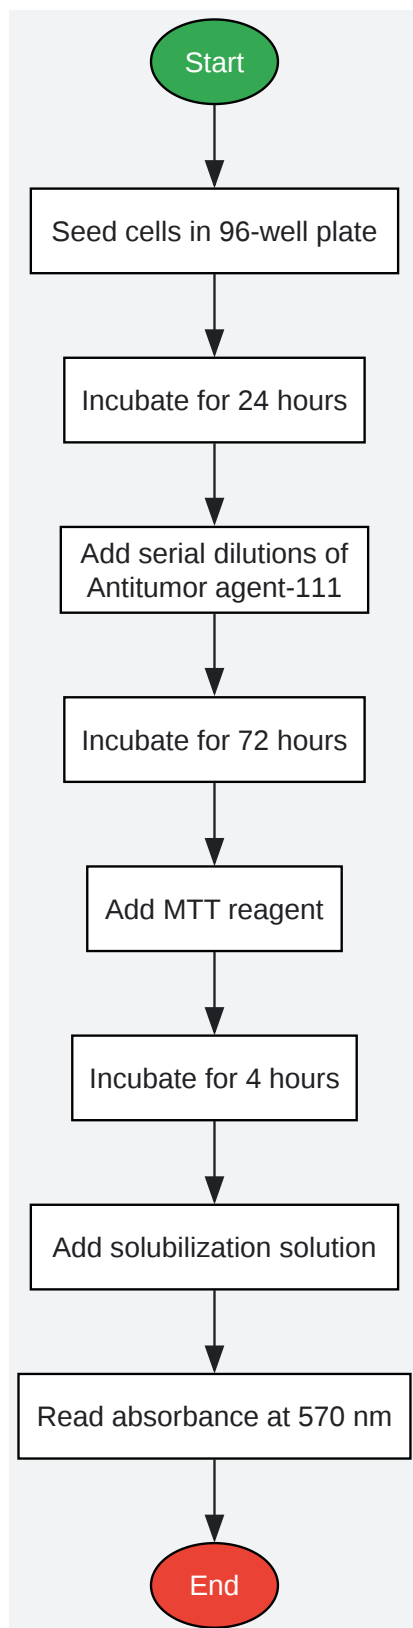 Start
Seed cells in 96-well plate
Incubate for 24 hours
Add serial dilutions of
Antitumor agent-111
Incubate for 72 hours
Add MTT reagent
Incubate for 4 hours
Add solubilization solution
Read absorbance at 570 nm
End